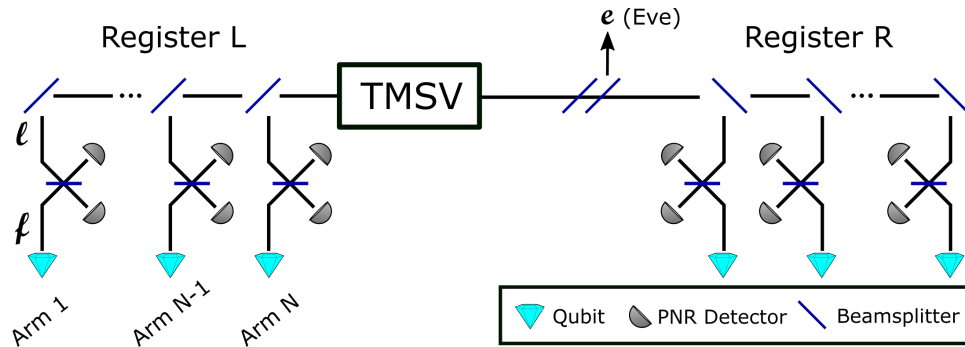 e (Eve)
Register L
Register R
TMSV
...
...
ℓ
f
Arm 1
Arm N-1
Arm N
Qubit
PNR Detector
Beamsplitter